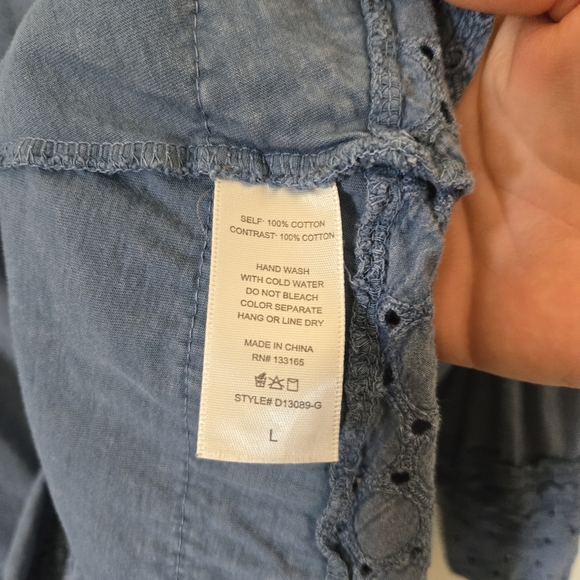 SELF: 100% COTTON
CONTRAST: 100% COTTON
HAND WASH
WITH COLD WATER
DO NOT BLEACH
COLOR SEPARATE
HANG OR LINE DRY
MADE IN CHINA
RN# 133165
STYLE# D13089-G
L